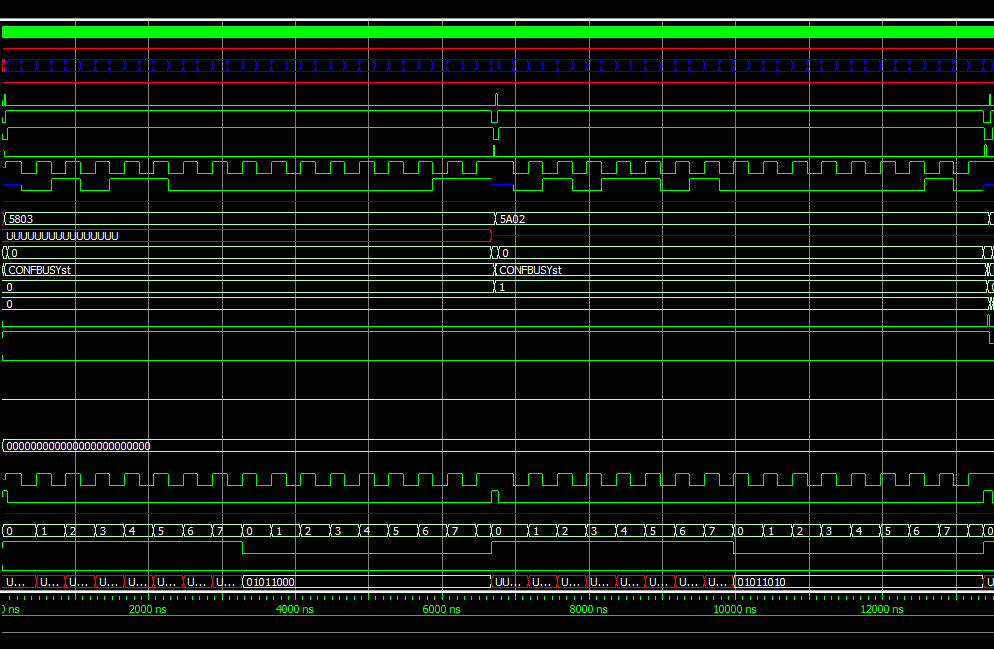 5803 5A02
UUUUUUUUUUUUUUUU
0 0
CONFBUSYst CONFBUSYst
0 1
0
000000000000000000000000
0 1 2 3 4 5 6 7 0 1 2 3 4 5 6 7 0 1 2 3 4 5 6 7 0 1 2 3 4 5 6 7 0
U... U... U... U... U... U... U... U... 01011000 UU... U... U... U... U... U... U... U... 01011010 U
ns 2000 ns 4000 ns 6000 ns 8000 ns 10000 ns 12000 ns